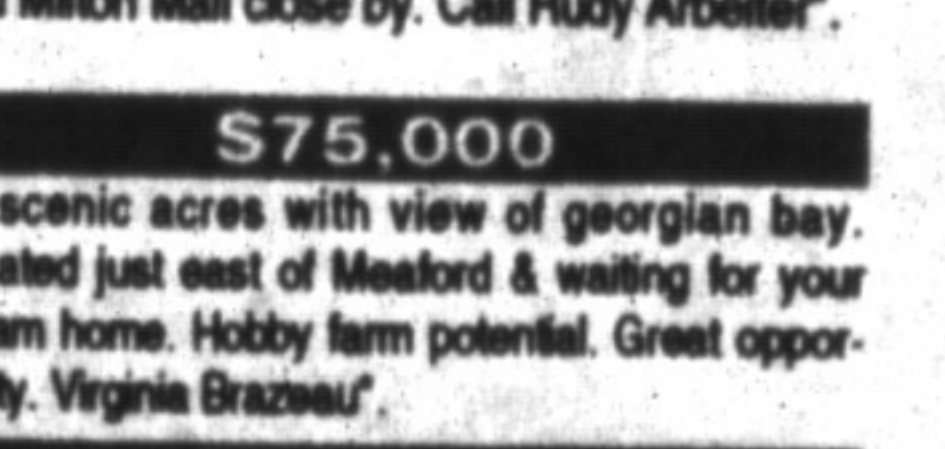 Milton Mall close by. Call Rudy Arbeiter*.
$75,000
scenic acres with view of georgian bay.
ated just east of Meaford & waiting for your
am home. Hobby farm potential. Great oppor-
ty. Virginia Brazeau*.